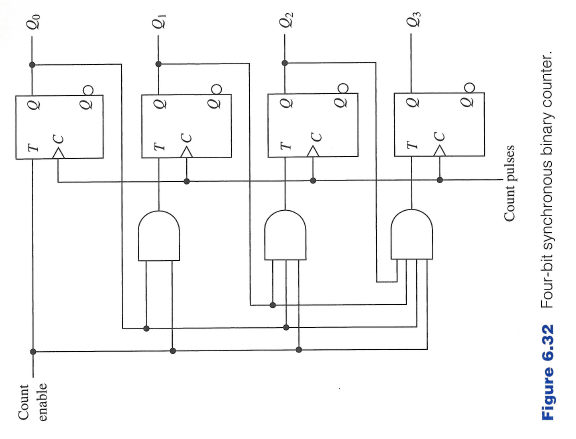 Count
enable
T Q Q₀
C Q̅
T Q Q₁
C Q̅
T Q Q₂
C Q̅
T Q Q₃
C Q̅
Count pulses
Figure 6.32 Four-bit synchronous binary counter.